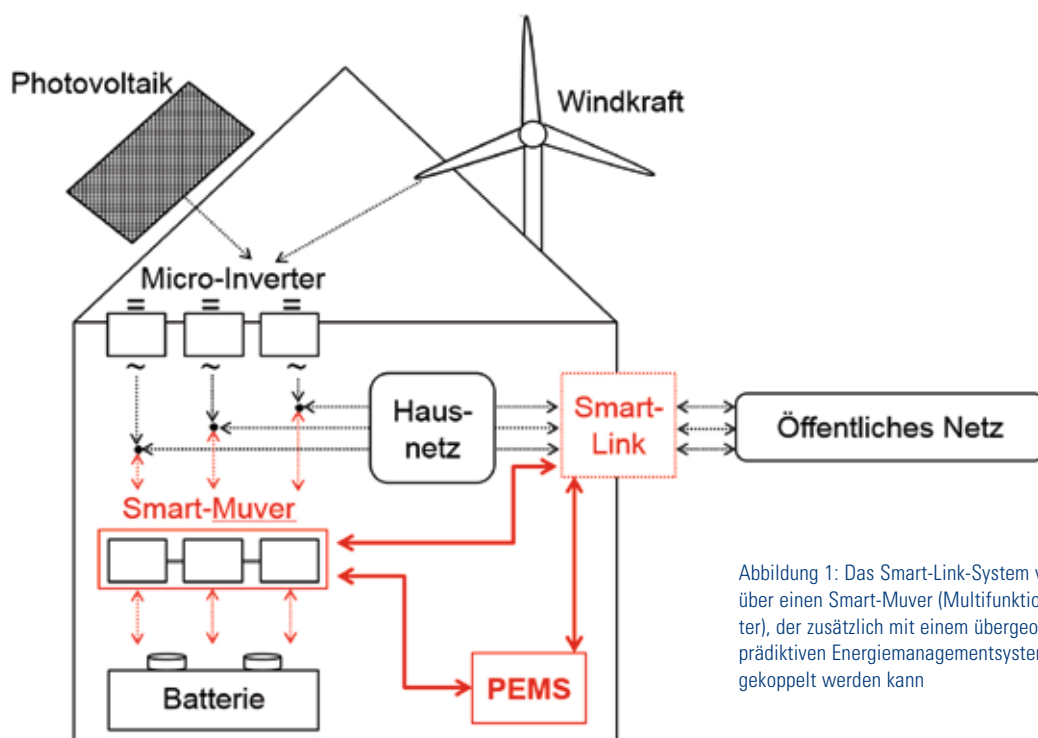 Photovoltaik
Windkraft
Micro-Inverter
= = =
~ ~ ~
Haus-
netz
Smart-
Link
Öffentliches Netz
Smart-Muver
Batterie
PEMS
Abbildung 1: Das Smart-Link-System
über einen Smart-Muver (Multifunktio
ter), der zusätzlich mit einem übergeo
prädiktiven Energiemanagementsystem
gekoppelt werden kann